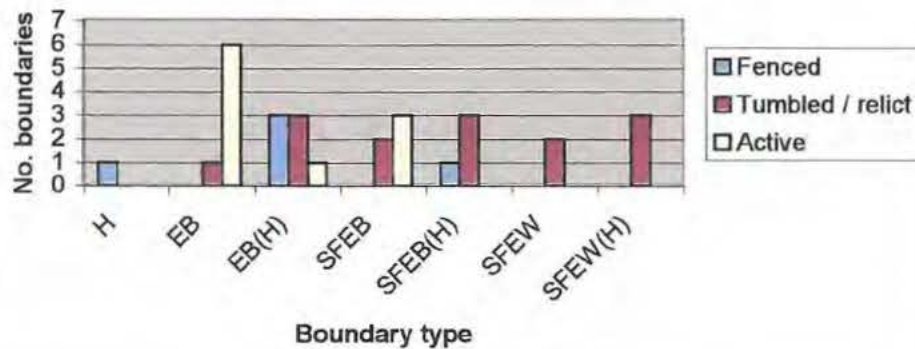 No. boundaries
7
6
5
4
3
2
1
0
H
EB
EB(H)
SFEB
SFEB(H)
SFEW
SFEW(H)
Boundary type
Fenced
Tumbled / relict
Active